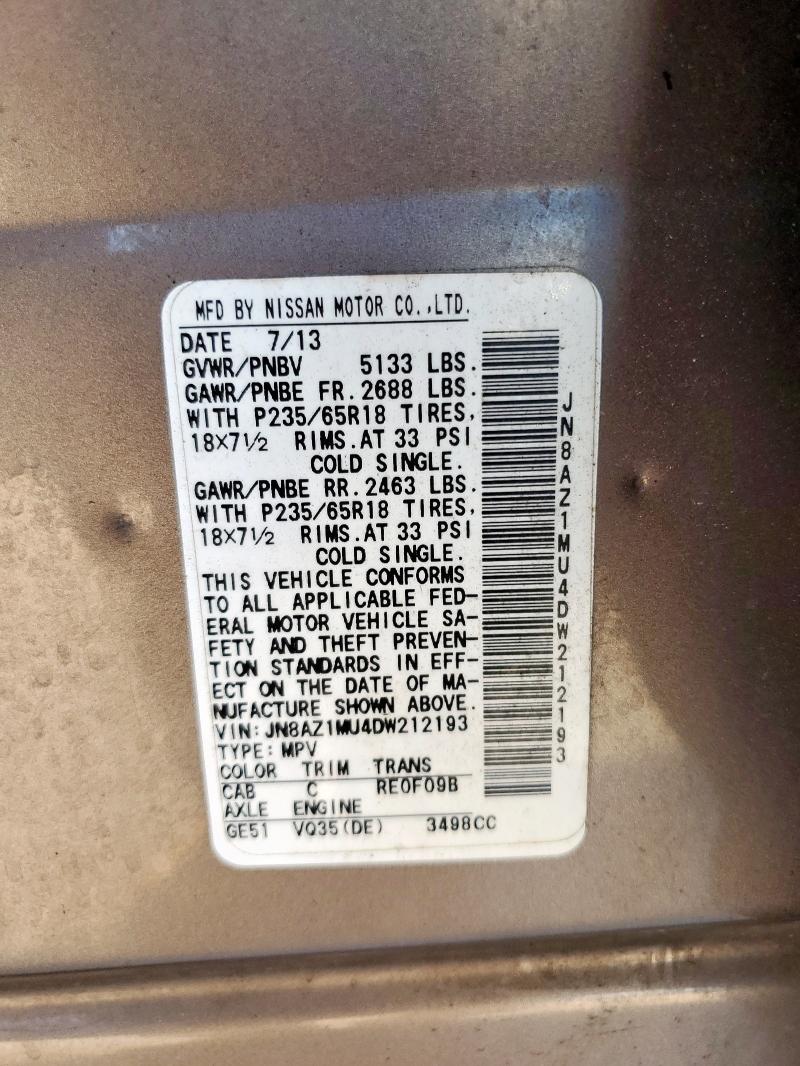 MFD BY NISSAN MOTOR CO.,LTD.
DATE 7/13
GVWR/PNBV 5133 LBS.
GAWR/PNBE FR.2688 LBS.
WITH P235/65R18 TIRES,
18×7½ RIMS.AT 33 PSI
COLD SINGLE.
GAWR/PNBE RR.2463 LBS.
WITH P235/65R18 TIRES,
18×7½ RIMS.AT 33 PSI
COLD SINGLE.
THIS VEHICLE CONFORMS
TO ALL APPLICABLE FED-
ERAL MOTOR VEHICLE SA-
FETY AND THEFT PREVEN-
TION STANDARDS IN EFF-
ECT ON THE DATE OF MA-
NUFACTURE SHOWN ABOVE.
VIN:JN8AZ1MU4DW212193
TYPE:MPV
COLOR TRIM TRANS
CAB C RE0F09B
AXLE ENGINE
GE51 VQ35(DE) 3498CC
JN8AZ1MU4DW212193